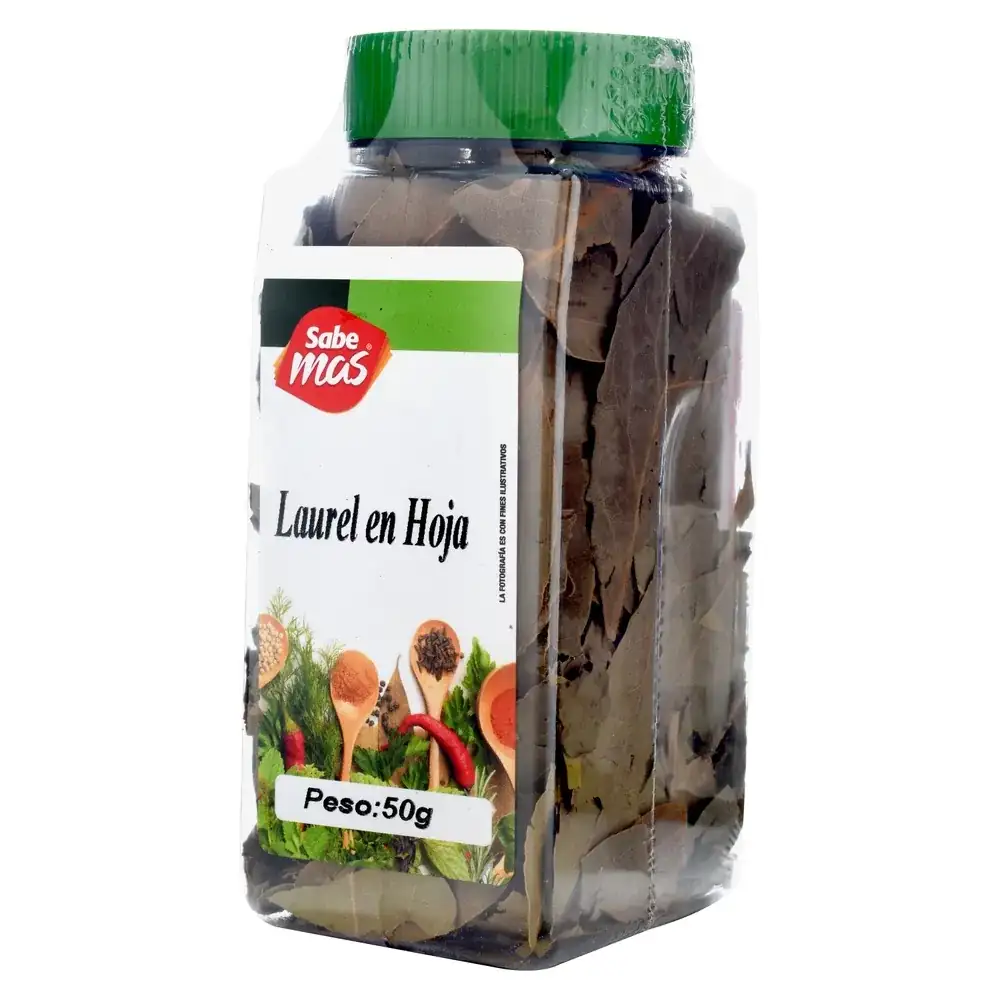 Sabe
mas®
Laurel en Hoja
LA FOTOGRAFÍA ES CON FINES ILUSTRATIVOS
Peso:50g